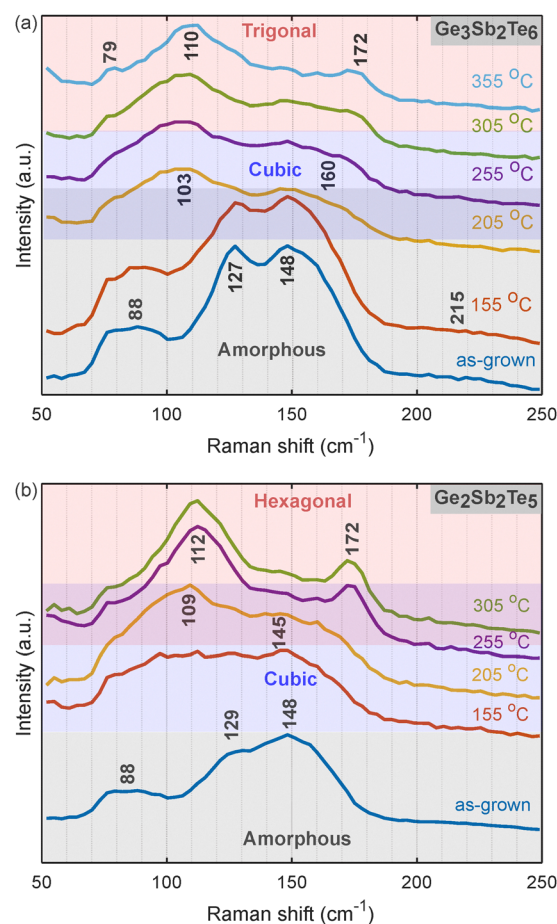 (a)
Trigonal
Ge3Sb2Te6
79
110
172
355 °C
305 °C
255 °C
Cubic
160
103
205 °C
127
148
155 °C
215
88
Amorphous
as-grown
Intensity (a.u.)
50 100 150 200 250
Raman shift (cm⁻¹)
(b)
Hexagonal
Ge2Sb2Te5
112
172
305 °C
109
145
255 °C
205 °C
Cubic
155 °C
129
148
88
as-grown
Amorphous
Intensity (a.u.)
50 100 150 200 250
Raman shift (cm⁻¹)